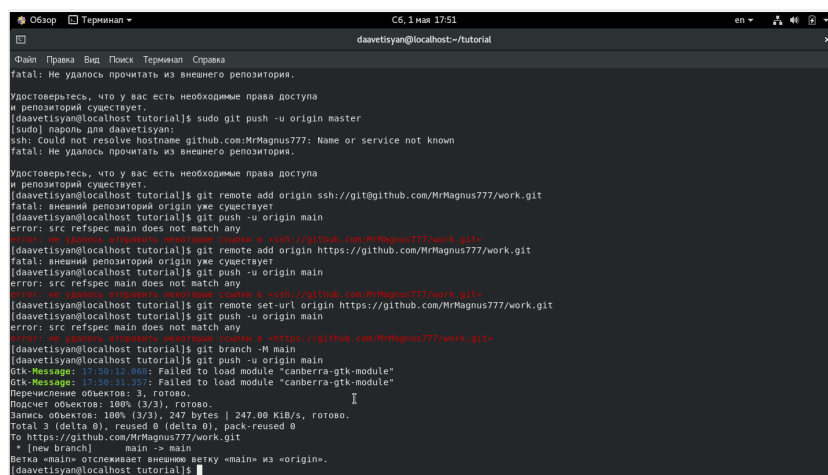 Обзор Терминал Сб, 1 мая 17:51 en
daavetisyan@localhost:~/tutorial ×
Файл Правка Вид Поиск Терминал Справка
fatal: Не удалось прочитать из внешнего репозитория.
Удостоверьтесь, что у вас есть необходимые права доступа
и репозиторий существует.
[daavetisyan@localhost tutorial]$ sudo git push -u origin master
[sudo] пароль для daavetisyan:
ssh: Could not resolve hostname github.com:MrMagnus777: Name or service not known
fatal: Не удалось прочитать из внешнего репозитория.
Удостоверьтесь, что у вас есть необходимые права доступа
и репозиторий существует.
[daavetisyan@localhost tutorial]$ git remote add origin ssh://git@github.com/MrMagnus777/work.git
fatal: внешний репозиторий origin уже существует
[daavetisyan@localhost tutorial]$ git push -u origin main
error: src refspec main does not match any
error: не удалось отправить некоторые ссылки в «ssh://github.com:MrMagnus777/work.git»
[daavetisyan@localhost tutorial]$ git remote add origin https://github.com/MrMagnus777/work.git
fatal: внешний репозиторий origin уже существует
[daavetisyan@localhost tutorial]$ git push -u origin main
error: src refspec main does not match any
error: не удалось отправить некоторые ссылки в «ssh://github.com:MrMagnus777/work.git»
[daavetisyan@localhost tutorial]$ git remote set-url origin https://github.com/MrMagnus777/work.git
[daavetisyan@localhost tutorial]$ git push -u origin main
error: src refspec main does not match any
error: не удалось отправить некоторые ссылки в «https://github.com/MrMagnus777/work.git»
[daavetisyan@localhost tutorial]$ git branch -M main
[daavetisyan@localhost tutorial]$ git push -u origin main
Gtk-Message: 17:50:12.068: Failed to load module "canberra-gtk-module"
Gtk-Message: 17:50:31.357: Failed to load module "canberra-gtk-module"
Перечисление объектов: 3, готово.
Подсчет объектов: 100% (3/3), готово.
Запись объектов: 100% (3/3), 247 bytes | 247.00 KiB/s, готово.
Total 3 (delta 0), reused 0 (delta 0), pack-reused 0
To https://github.com/MrMagnus777/work.git
* [new branch] main -> main
Ветка «main» отслеживает внешнюю ветку «main» из «origin».
[daavetisyan@localhost tutorial]$